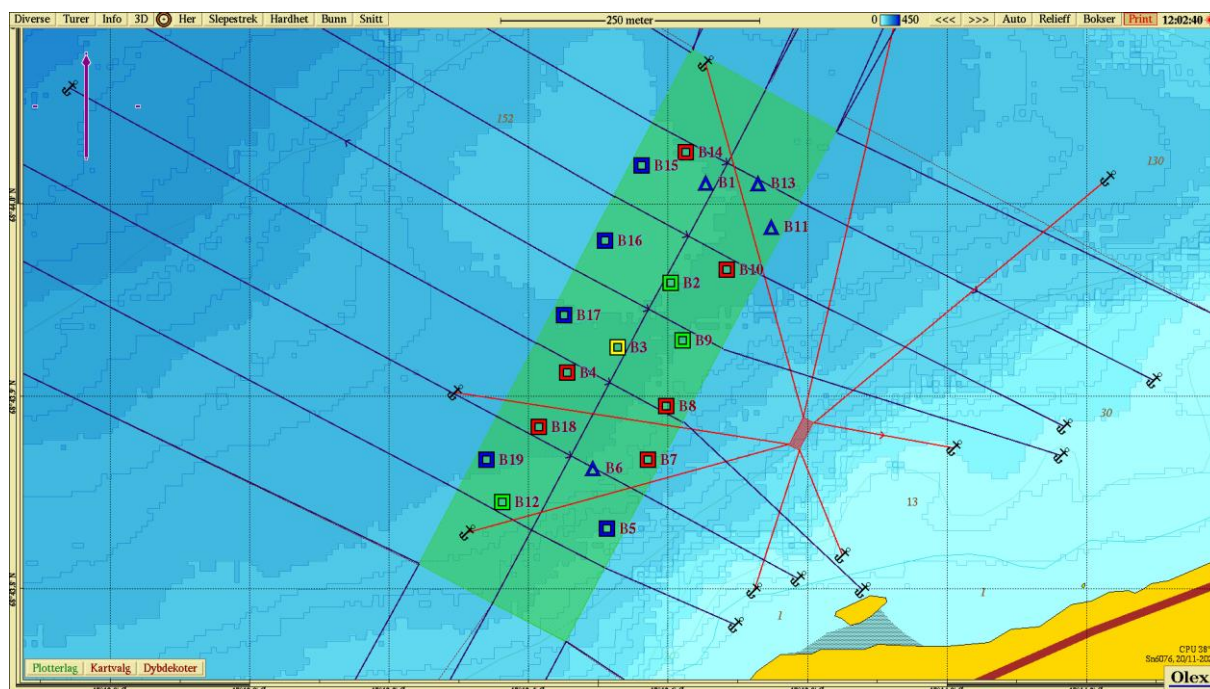 Diverse Turer Info 3D Her Slepestrek Hardhet Bunn Snitt 250 meter 0 450 <<< >>> Auto Relieff Bokser Print 12:02:40
152
130
B14
B15
B1
B13
B11
B16
B10
B2
B17
B9
B3
B4
B8
30
B18
B19
B6
B7
B12
13
B5
1
1
Plotterlag Kartvalg Dybdekoter
Olex